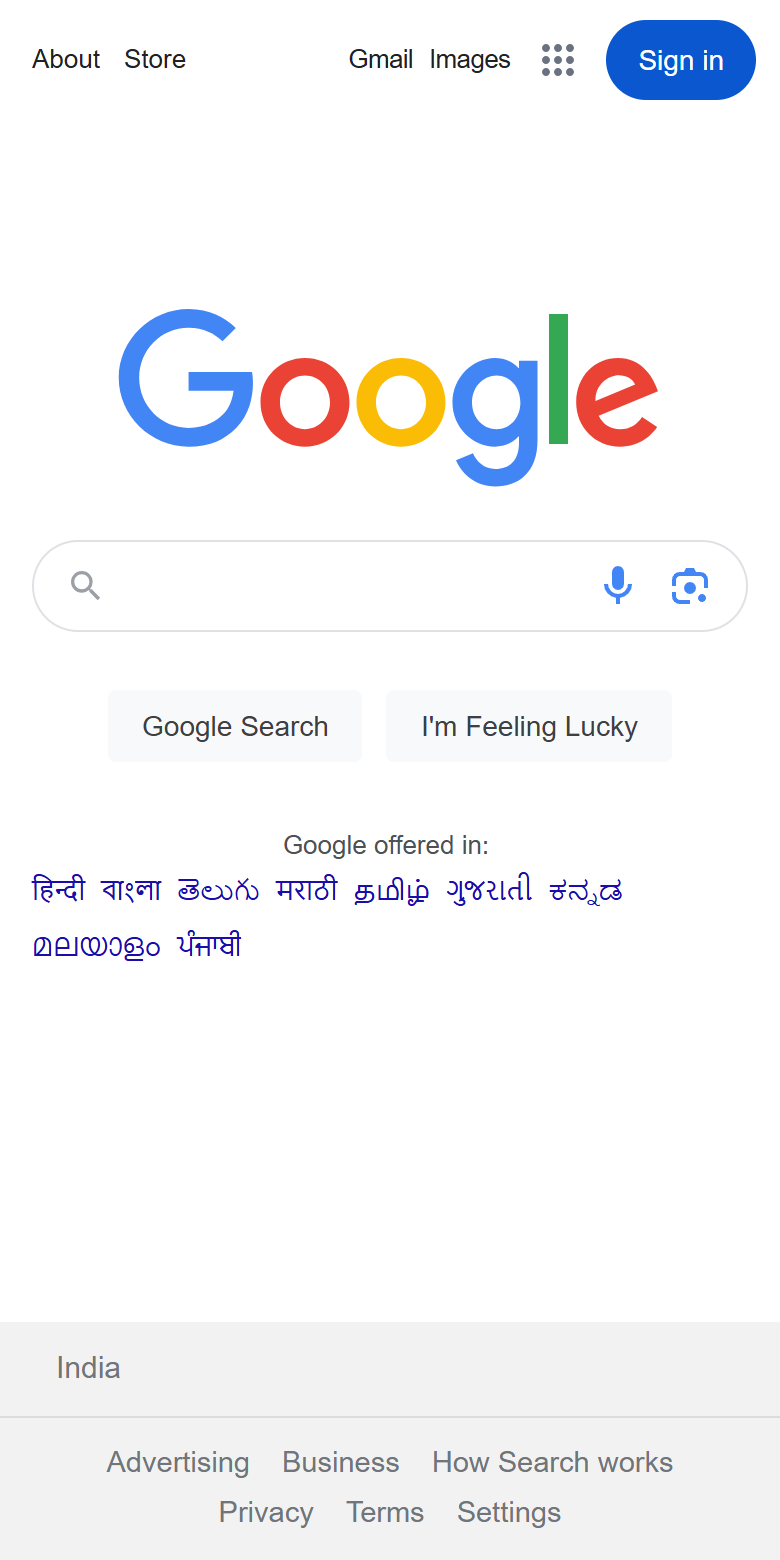 About Store Gmail Images Sign in
Google
Google Search I'm Feeling Lucky
Google offered in:
हिन्दी বাংলা తెలుగు मराठी தமிழ் ગુજરાતી ಕನ್ನಡ
മലയാളം ਪੰਜਾਬੀ
India
Advertising Business How Search works
Privacy Terms Settings